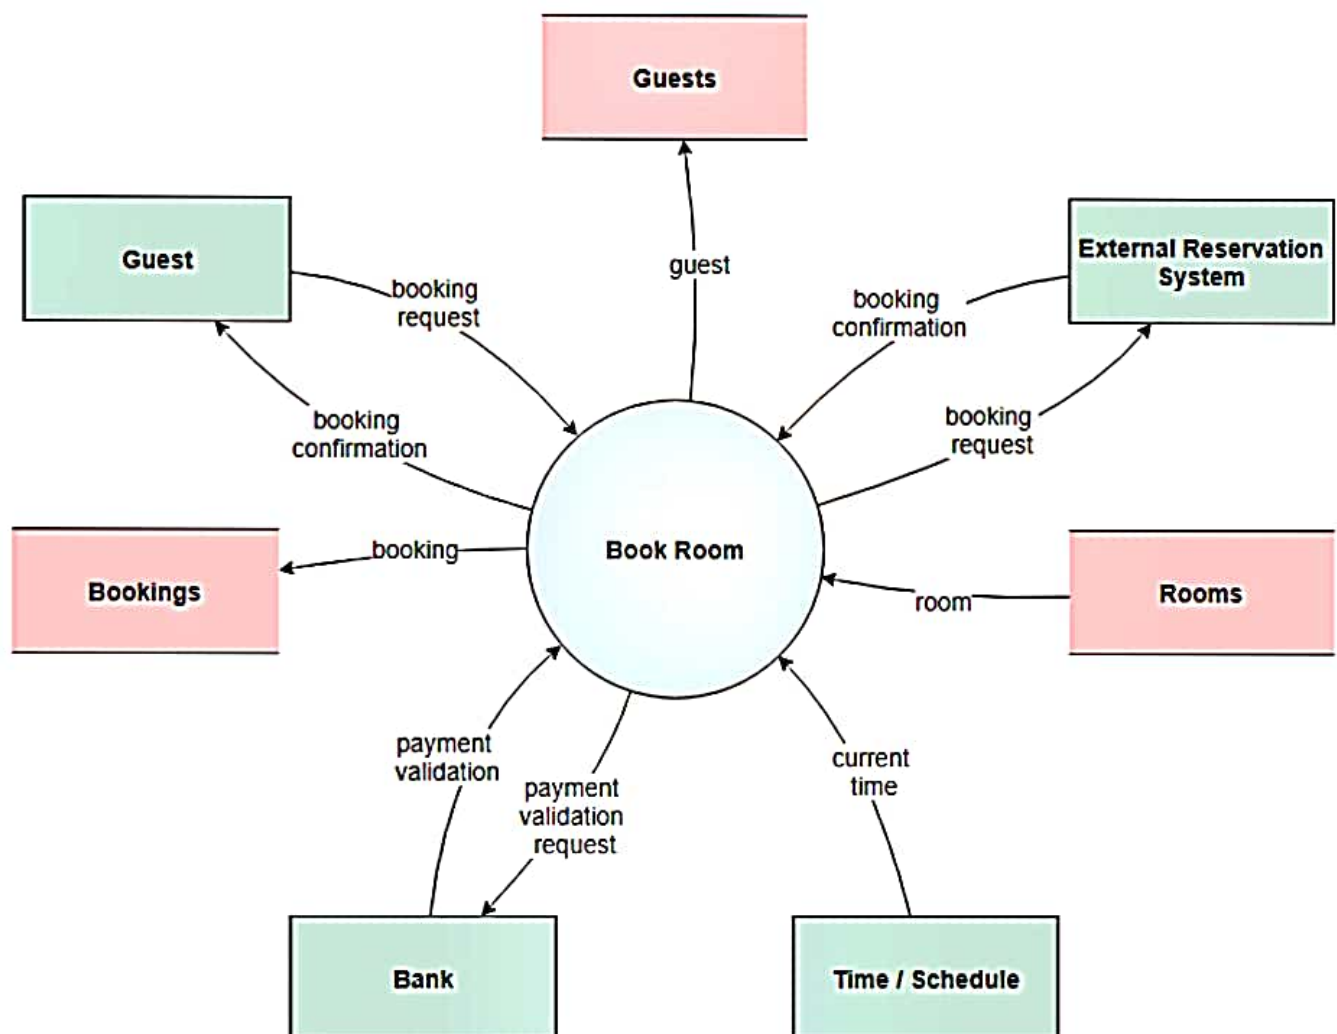 Guests
Guest
External Reservation
System
guest
booking
request
booking
confirmation
booking
confirmation
booking
request
Bookings
booking
Book Room
room
Rooms
payment
validation
payment
validation
request
current
time
Bank
Time / Schedule